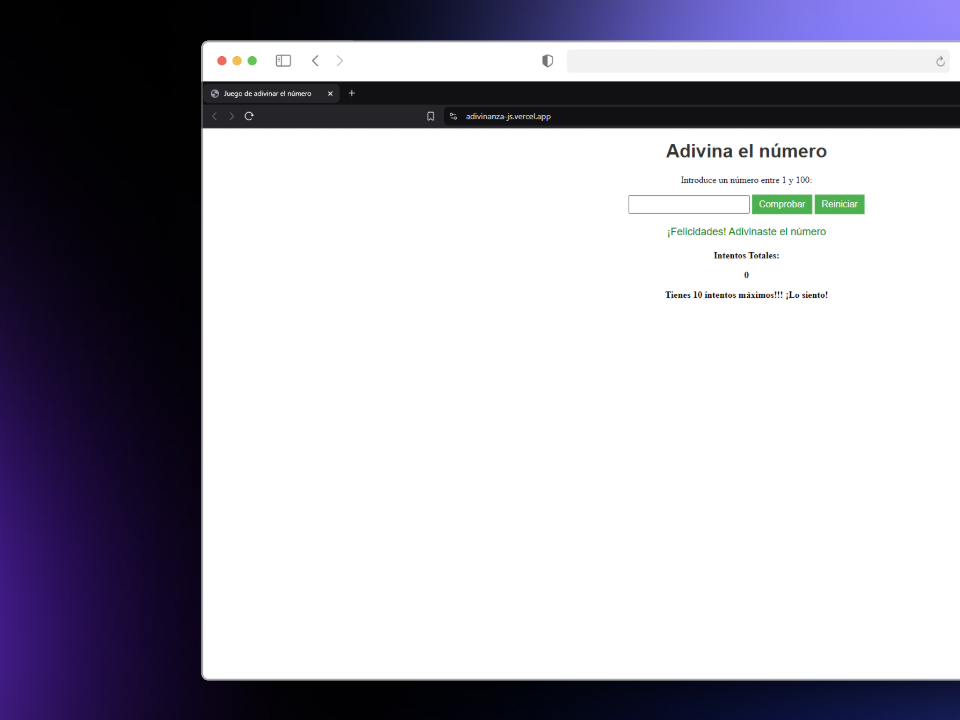 Juego de adivinar el número
adivinanza-js.vercel.app
Adivina el número
Introduce un número entre 1 y 100:
Comprobar Reiniciar
¡Felicidades! Adivinaste el número
Intentos Totales:
0
Tienes 10 intentos máximos!!! ¡Lo siento!